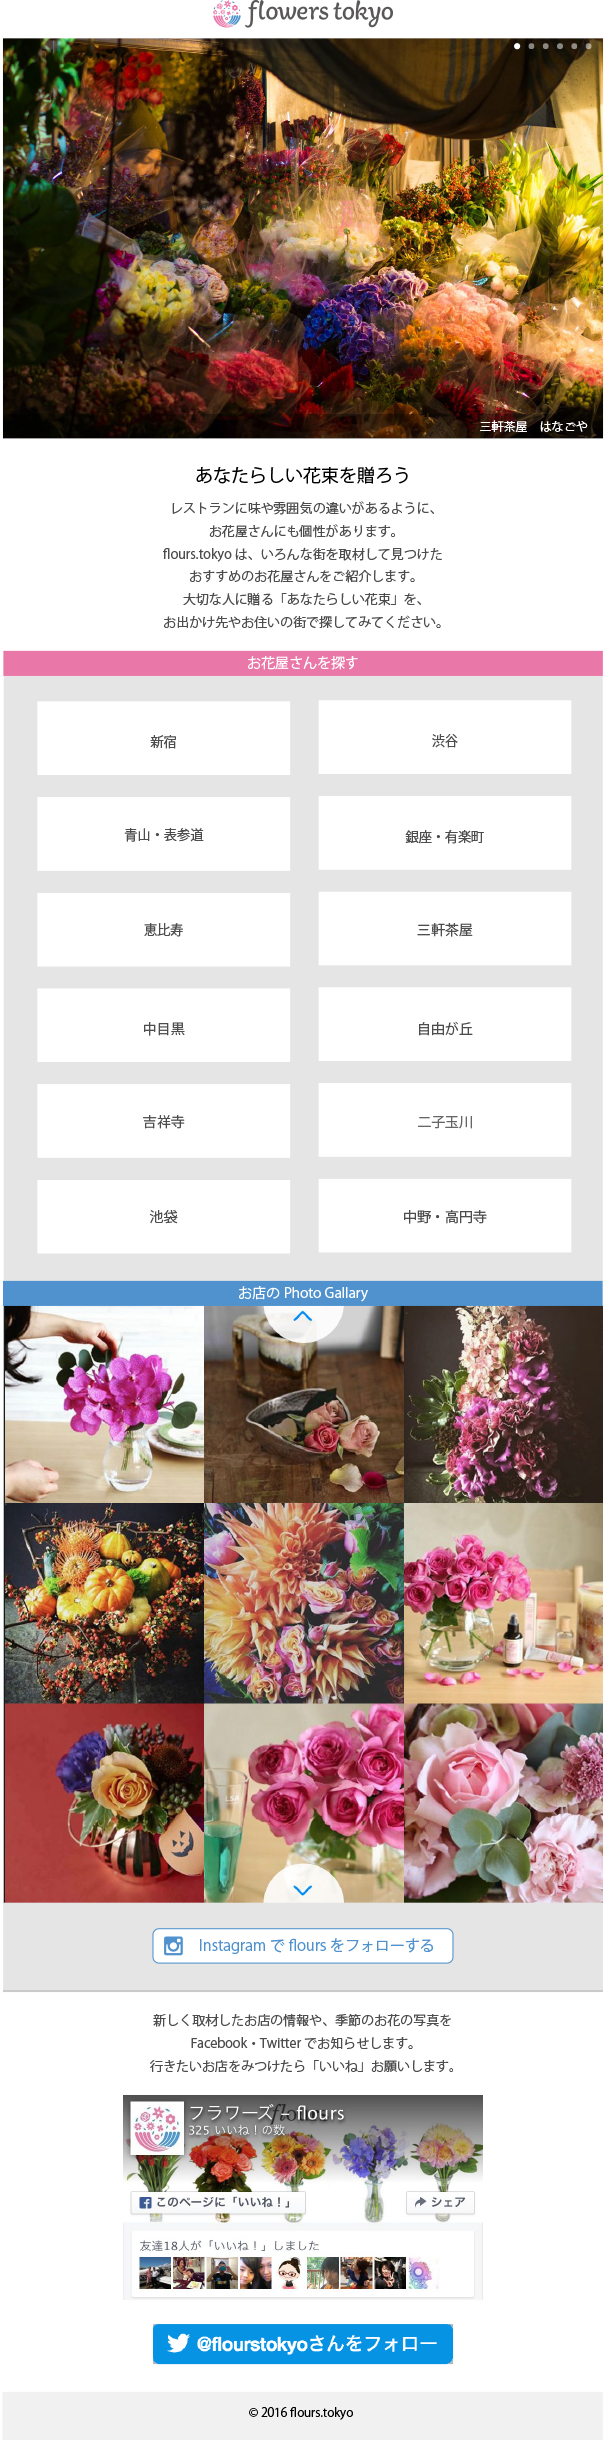 flowers tokyo
三軒茶屋　はなごや
あなたらしい花束を贈ろう
レストランに味や雰囲気の違いがあるように、
お花屋さんにも個性があります。
flours.tokyo は、いろんな街を取材して見つけた
おすすめのお花屋さんをご紹介します。
大切な人に贈る「あなたらしい花束」を、
お出かけ先やお住いの街で探してみてください。
お花屋さんを探す
新宿
渋谷
青山・表参道
銀座・有楽町
恵比寿
三軒茶屋
中目黒
自由が丘
吉祥寺
二子玉川
池袋
中野・高円寺
お店の Photo Gallary
LSA
Instagram で flours をフォローする
新しく取材したお店の情報や、季節のお花の写真を
Facebook・Twitter でお知らせします。
行きたいお店をみつけたら「いいね」お願いします。
フラワーズ - flours
325 いいね！の数
このページに「いいね！」
シェア
友達18人が「いいね！」しました
@flourstokyoさんをフォロー
© 2016 flours.tokyo